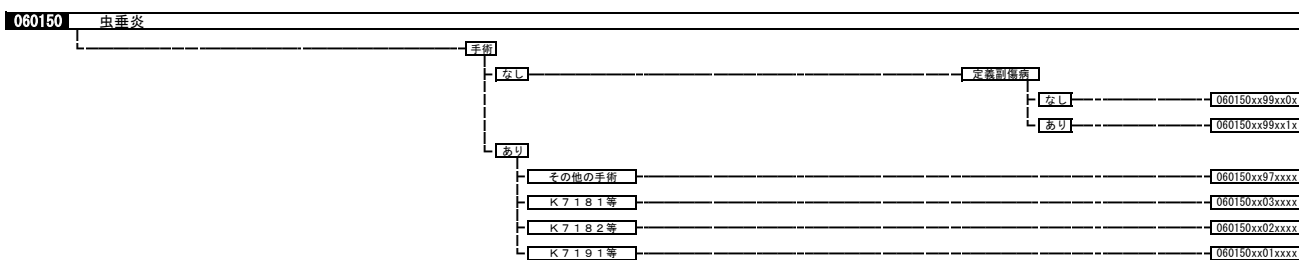 060150 虫垂炎
手術
なし 定義副傷病
なし 060150xx99xx0x
あり 060150xx99xx1x
あり
その他の手術 060150xx97xxxx
K7181等 060150xx03xxxx
K7182等 060150xx02xxxx
K7191等 060150xx01xxxx